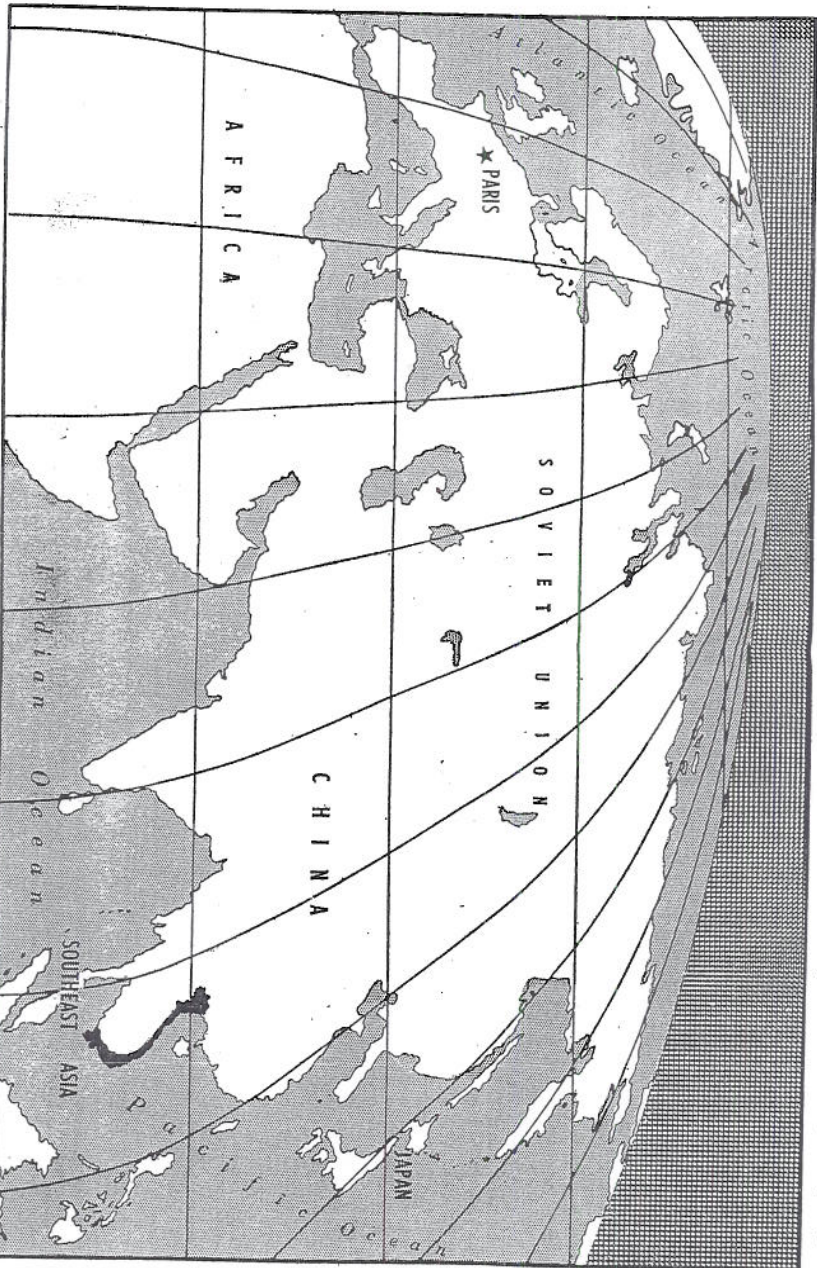 Atlantic Ocean
Arctic Ocean
PARIS
AFRICA
SOVIET UNION
CHINA
Indian Ocean
SOUTHEAST ASIA
Pacific Ocean
JAPAN